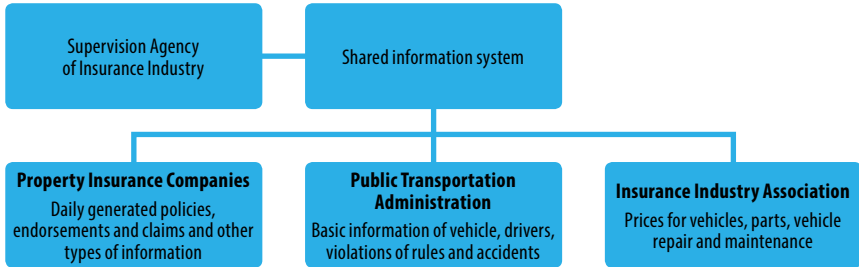 Supervision Agency
of Insurance Industry
Shared information system
Property Insurance Companies
Daily generated policies,
endorsements and claims and other
types of information
Public Transportation
Administration
Basic information of vehicle, drivers,
violations of rules and accidents
Insurance Industry Association
Prices for vehicles, parts, vehicle
repair and maintenance